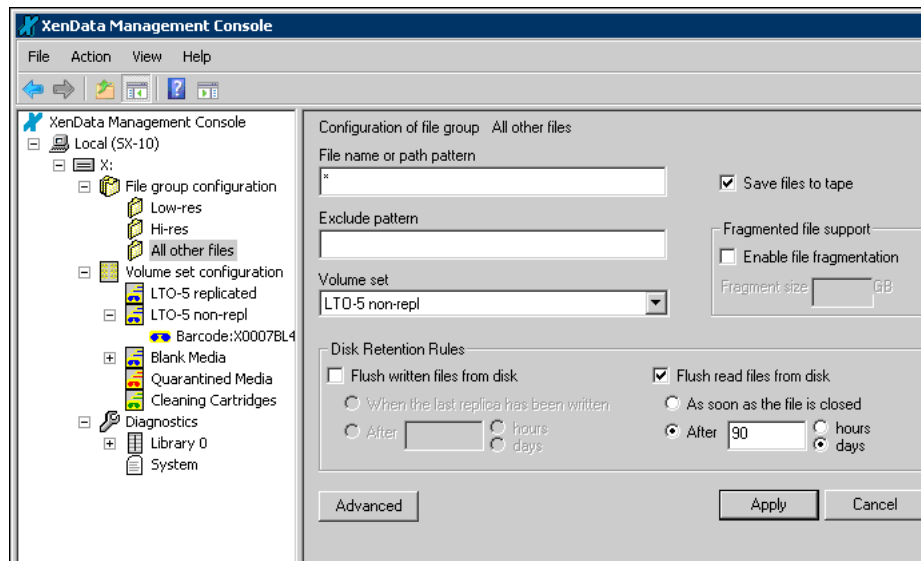 XenData Management Console
File Action View Help
XenData Management Console
Local (SX-10)
X:
File group configuration
Low-res
Hi-res
All other files
Volume set configuration
LTO-5 replicated
LTO-5 non-repl
Barcode:X0007BL4
Blank Media
Quarantined Media
Cleaning Cartridges
Diagnostics
Library 0
System
Configuration of file group All other files
File name or path pattern
*
Save files to tape
Exclude pattern
Fragmented file support
Enable file fragmentation
Fragment size GB
Volume set
LTO-5 non-repl
Disk Retention Rules
Flush written files from disk
When the last replica has been written
After hours
days
Flush read files from disk
As soon as the file is closed
After 90 hours
days
Advanced Apply Cancel